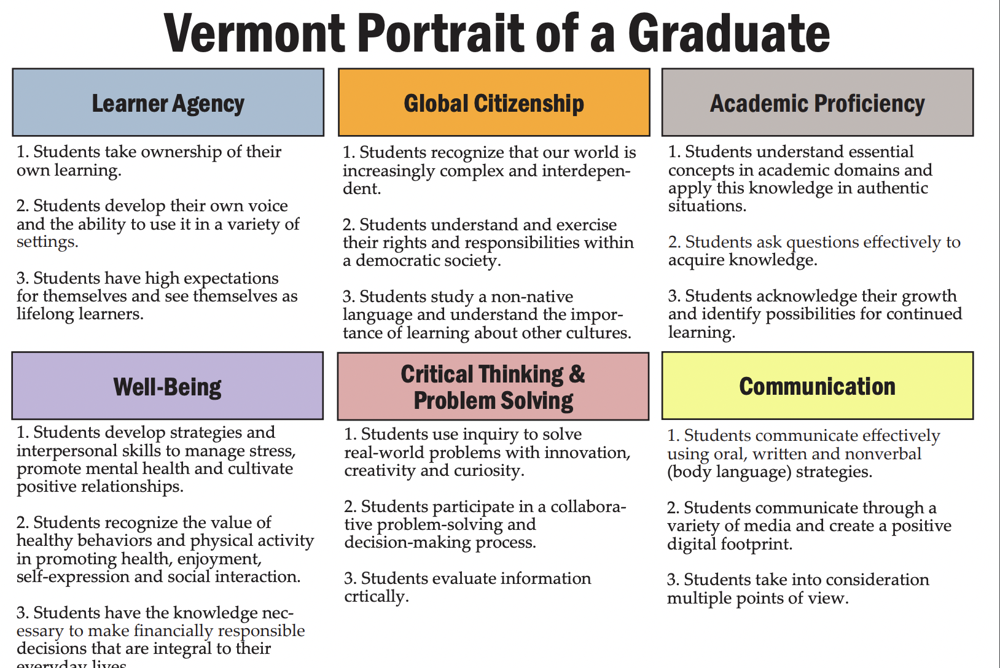 Vermont Portrait of a Graduate
Learner Agency
1. Students take ownership of their
own learning.
2. Students develop their own voice
and the ability to use it in a variety of
settings.
3. Students have high expectations
for themselves and see themselves as
lifelong learners.
Global Citizenship
1. Students recognize that our world is
increasingly complex and interdepen-
dent.
2. Students understand and exercise
their rights and responsibilities within
a democratic society.
3. Students study a non-native
language and understand the impor-
tance of learning about other cultures.
Academic Proficiency
1. Students understand essential
concepts in academic domains and
apply this knowledge in authentic
situations.
2. Students ask questions effectively to
acquire knowledge.
3. Students acknowledge their growth
and identify possibilities for continued
learning.
Well-Being
1. Students develop strategies and
interpersonal skills to manage stress,
promote mental health and cultivate
positive relationships.
2. Students recognize the value of
healthy behaviors and physical activity
in promoting health, enjoyment,
self-expression and social interaction.
3. Students have the knowledge nec-
essary to make financially responsible
decisions that are integral to their
everyday lives.
Critical Thinking &
Problem Solving
1. Students use inquiry to solve
real-world problems with innovation,
creativity and curiosity.
2. Students participate in a collabora-
tive problem-solving and
decision-making process.
3. Students evaluate information
crtically.
Communication
1. Students communicate effectively
using oral, written and nonverbal
(body language) strategies.
2. Students communicate through a
variety of media and create a positive
digital footprint.
3. Students take into consideration
multiple points of view.